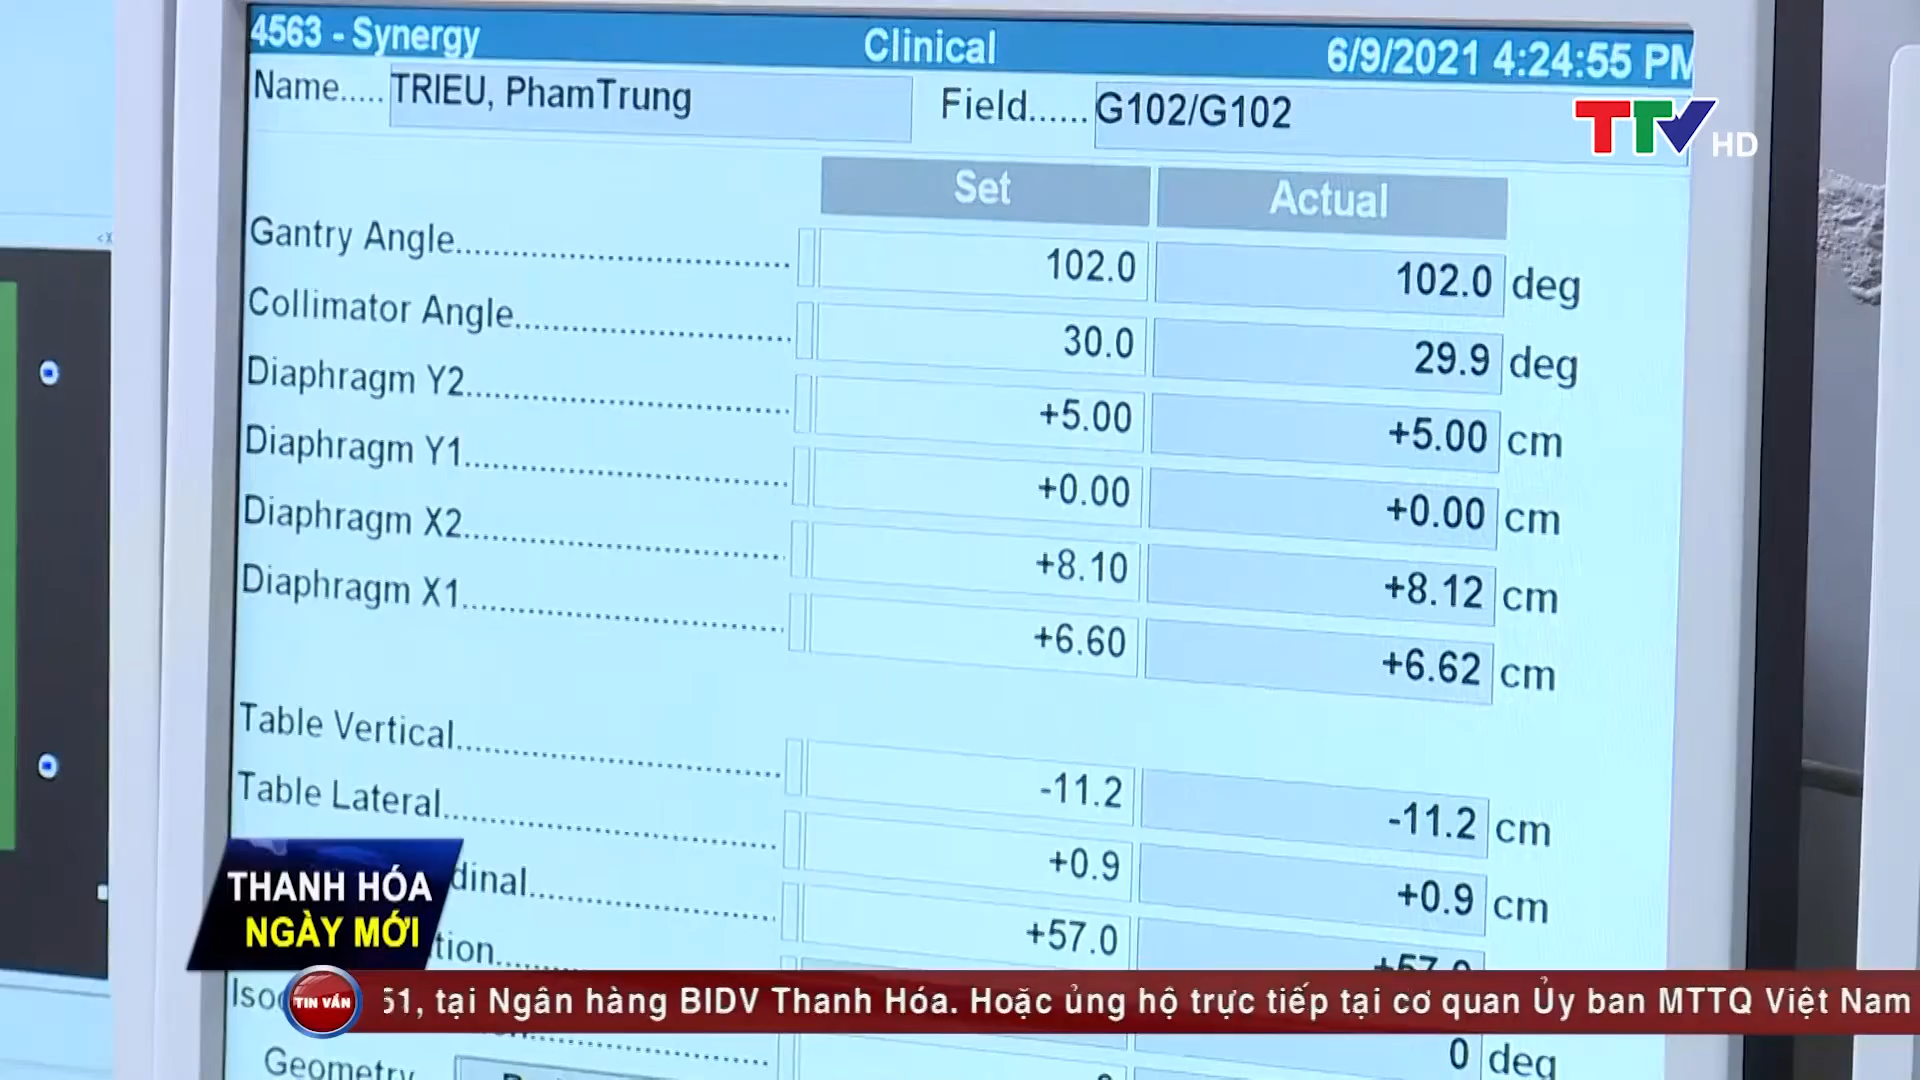 4563 - Synergy Clinical 6/9/2021 4:24:55 PM
Name..... TRIEU, PhamTrung Field...... G102/G102
TTV HD
Set Actual
Gantry Angle 102.0 102.0 deg
Collimator Angle 30.0 29.9 deg
Diaphragm Y2 +5.00 +5.00 cm
Diaphragm Y1 +0.00 +0.00 cm
Diaphragm X2 +8.10 +8.12 cm
Diaphragm X1 +6.60 +6.62 cm
Table Vertical -11.2 -11.2 cm
Table Lateral +0.9 +0.9 cm
dinal +57.0 +57.0
tion
THANH HÓA
NGÀY MỚI
Iso
TIN VẮN
51, tại Ngân hàng BIDV Thanh Hóa. Hoặc ủng hộ trực tiếp tại cơ quan Ủy ban MTTQ Việt Nam
0 deg
Geometry